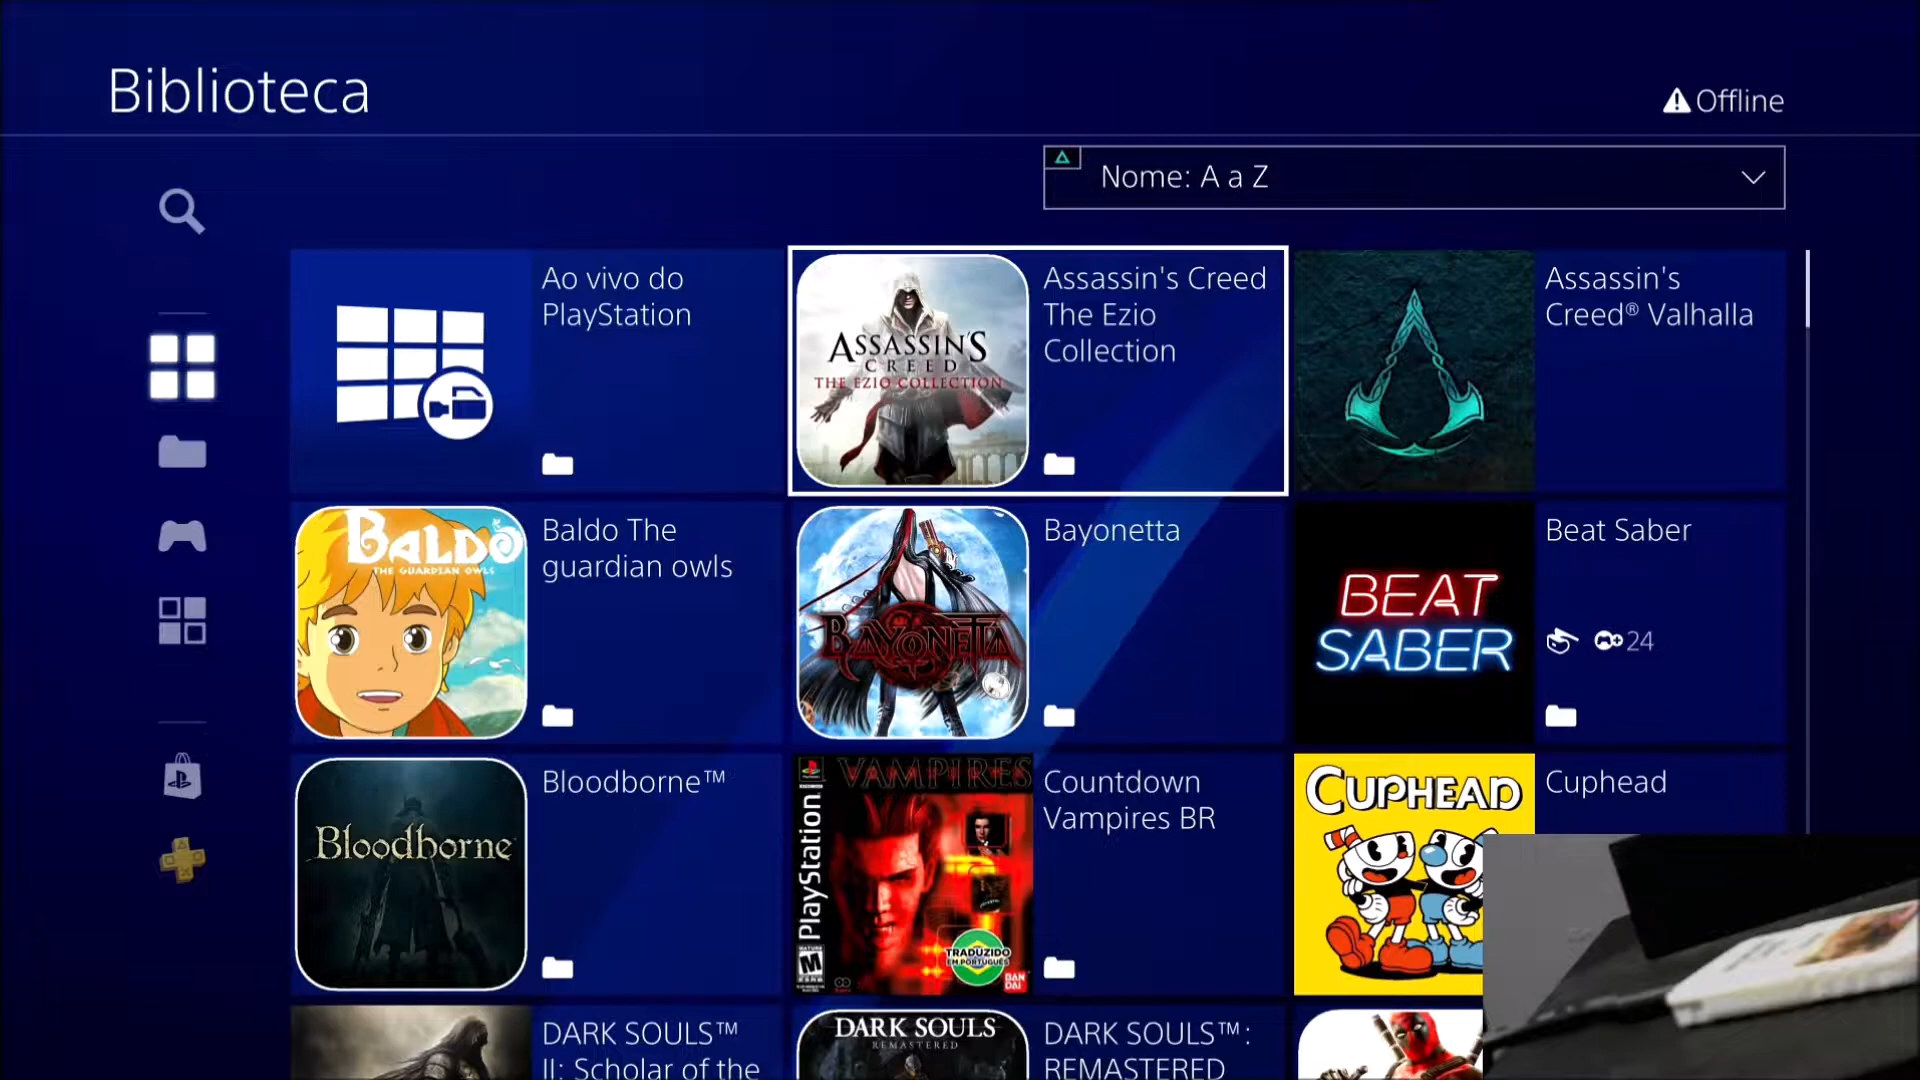 Biblioteca
Offline
Nome: A a Z
Ao vivo do
PlayStation
ASSASSIN'S
CREED
THE EZIO COLLECTION
Assassin's Creed
The Ezio
Collection
Assassin's
Creed® Valhalla
BALDO
THE GUARDIAN OWLS
Baldo The
guardian owls
BAYONETTA
Bayonetta
BEAT
SABER
Beat Saber
24
Bloodborne
Bloodborne™
PlayStation
VAMPIRES
TRADUZIDO
EM PORTUGUÊS
M
BAN
DAI
Countdown
Vampires BR
CUPHEAD
Cuphead
DARK SOULS™
II: Scholar of the
DARK SOULS
REMASTERED
DARK SOULS™:
REMASTERED